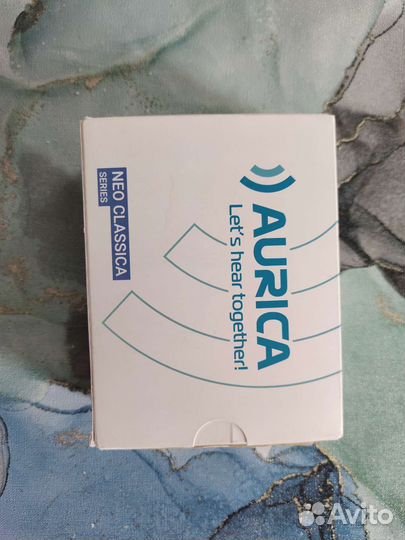 AURICA
Let's hear together!
NEO CLASSICA
SERIES
Avito